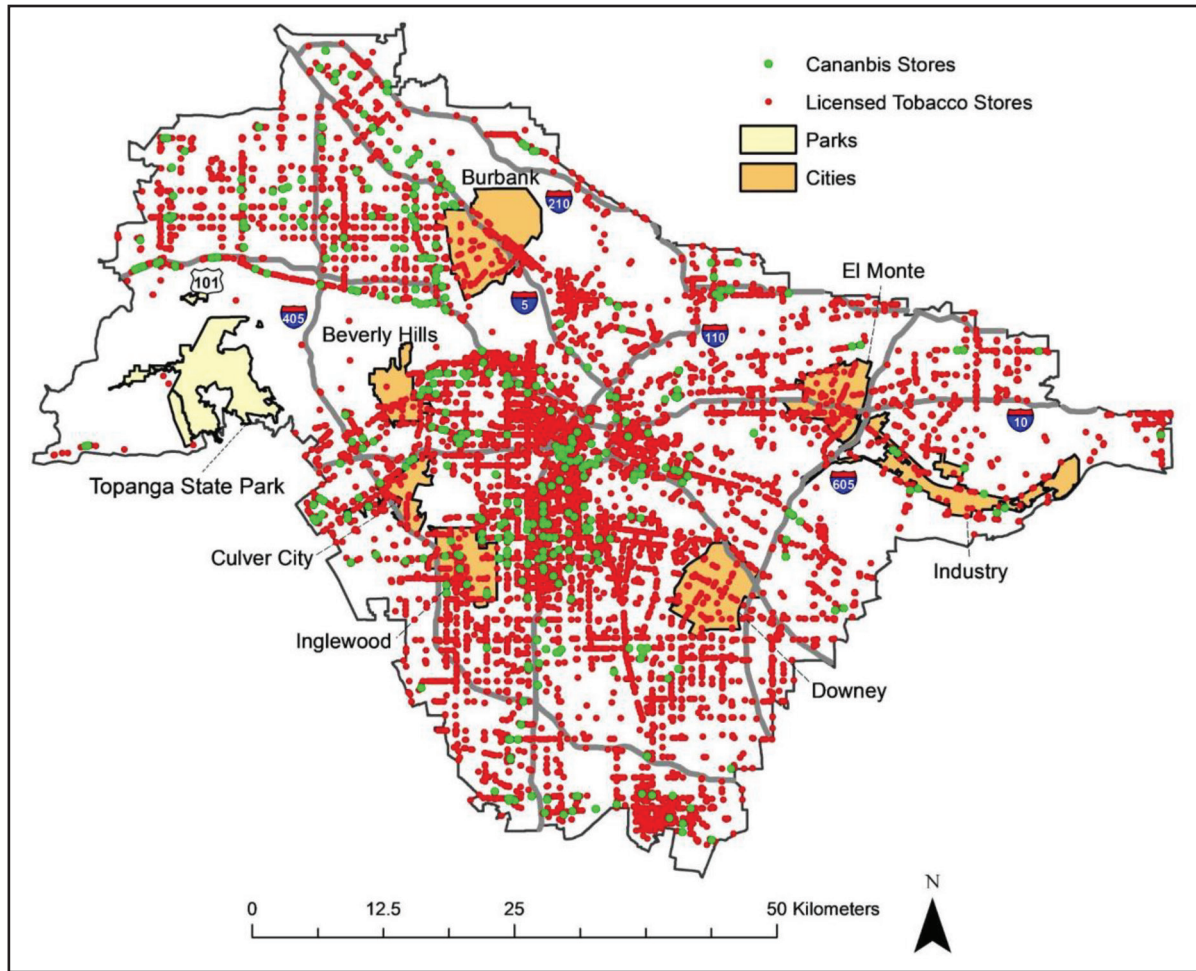 Cananbis Stores
Licensed Tobacco Stores
Parks
Cities
Burbank
210
El Monte
101
5
405
Beverly Hills
110
10
Topanga State Park
605
Culver City
Industry
Inglewood
Downey
N
0 12.5 25 50 Kilometers